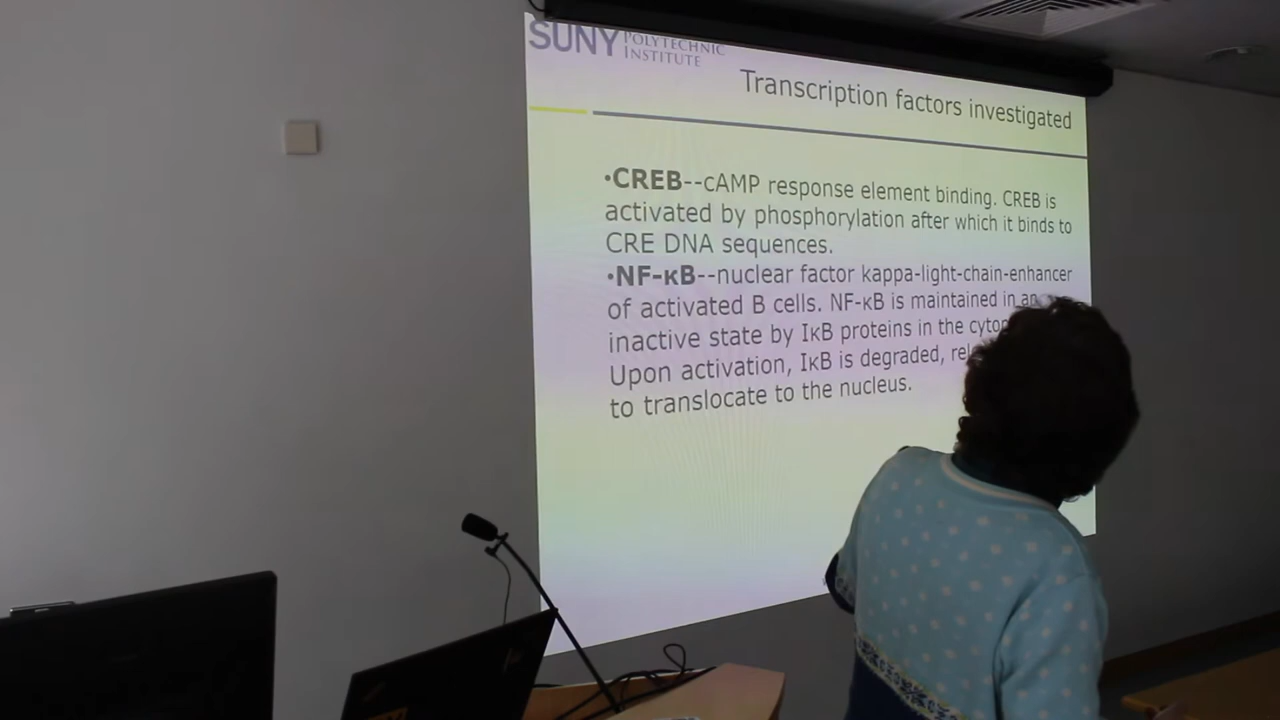 SUNY POLYTECHNIC
INSTITUTE
Transcription factors investigated
•CREB--cAMP response element binding. CREB is
activated by phosphorylation after which it binds to
CRE DNA sequences.
•NF-κB--nuclear factor kappa-light-chain-enhancer
of activated B cells. NF-κB is maintained in an
inactive state by IκB proteins in the
Upon activation, IκB is degraded,
to translocate to the nucleus.